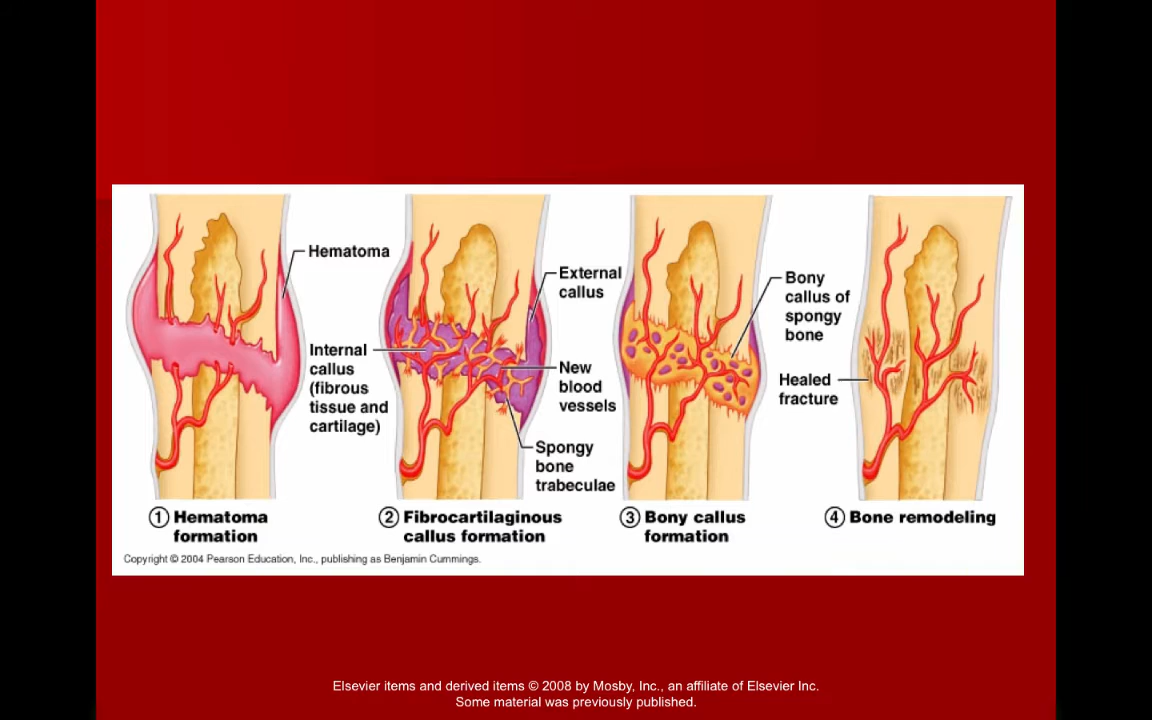 Hematoma
Internal
callus
(fibrous
tissue and
cartilage)
External
callus
New
blood
vessels
Spongy
bone
trabeculae
Bony
callus of
spongy
bone
Healed
fracture
① Hematoma
formation
② Fibrocartilaginous
callus formation
③ Bony callus
formation
④ Bone remodeling
Copyright © 2004 Pearson Education, Inc., publishing as Benjamin Cummings.
Elsevier items and derived items © 2008 by Mosby, Inc., an affiliate of Elsevier Inc.
Some material was previously published.